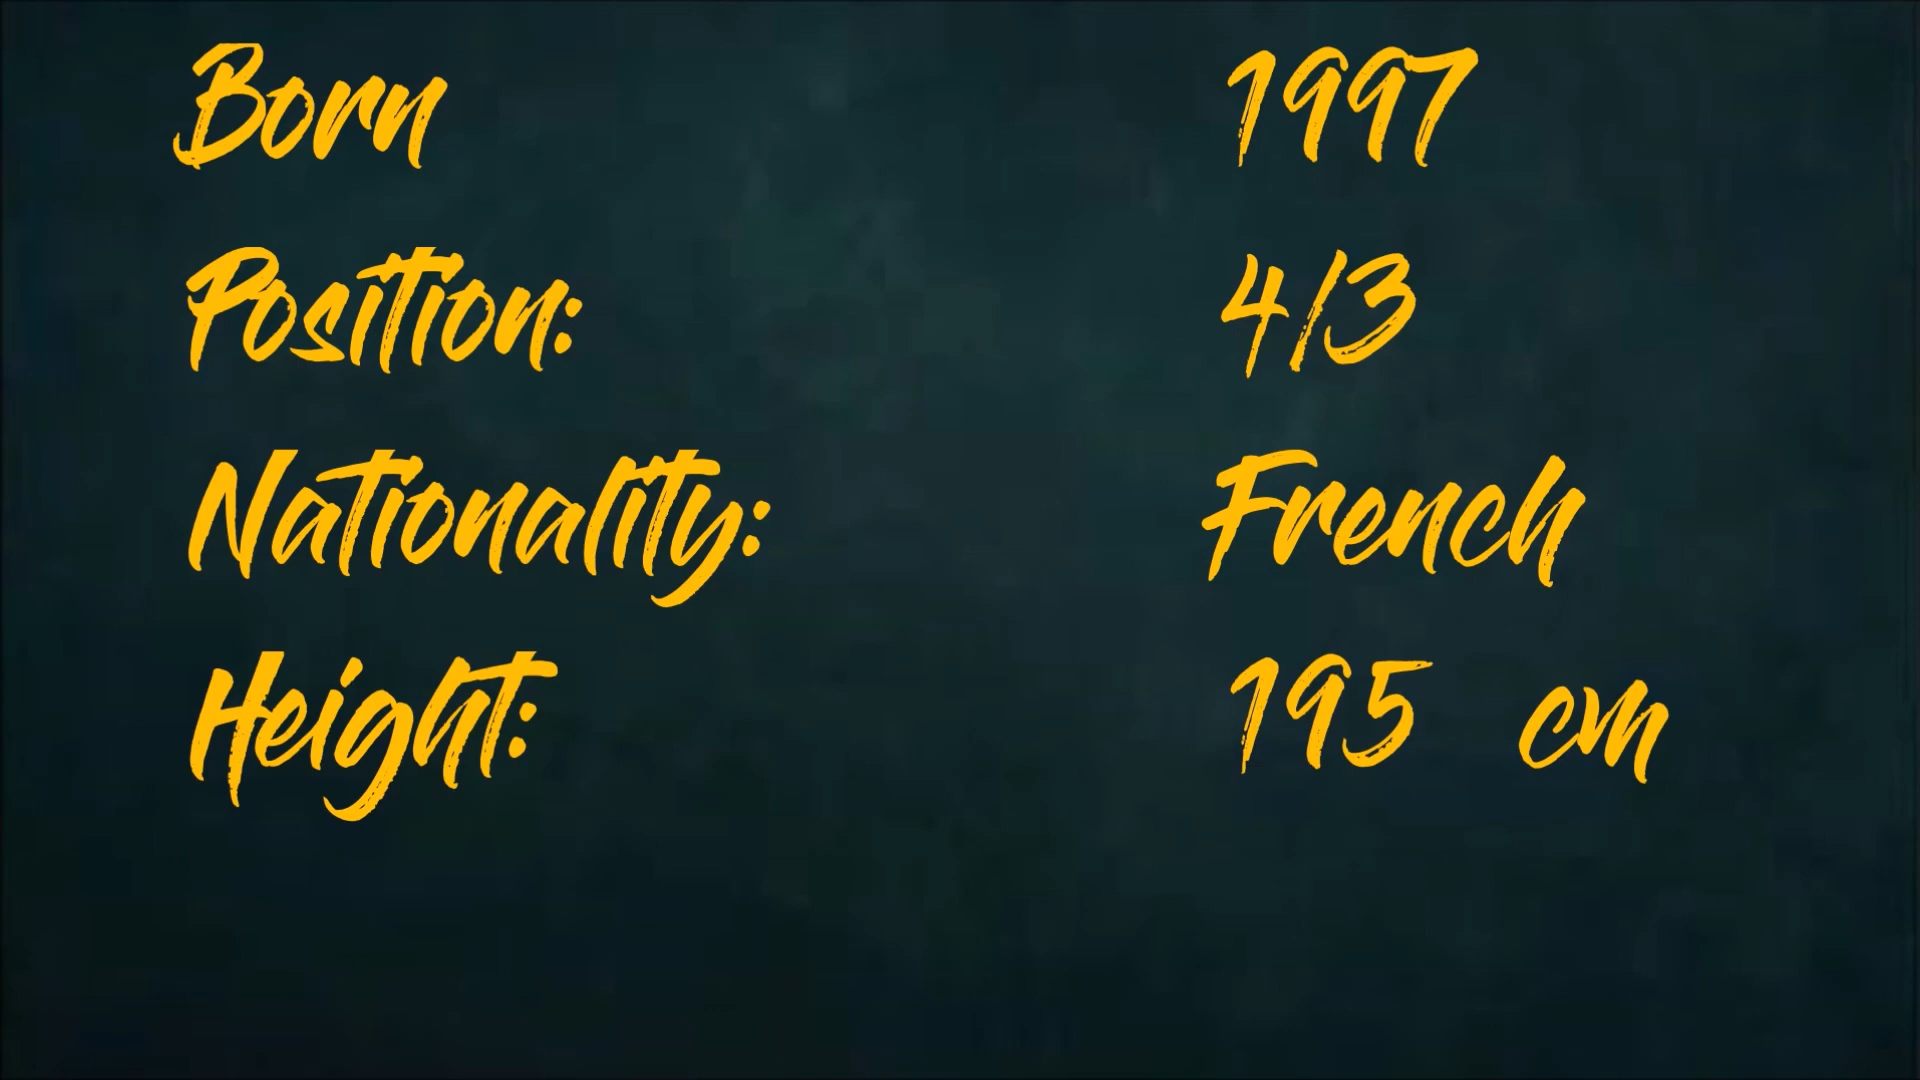 Born 1997
Position: 4/3
Nationality: French
Height: 195 cm